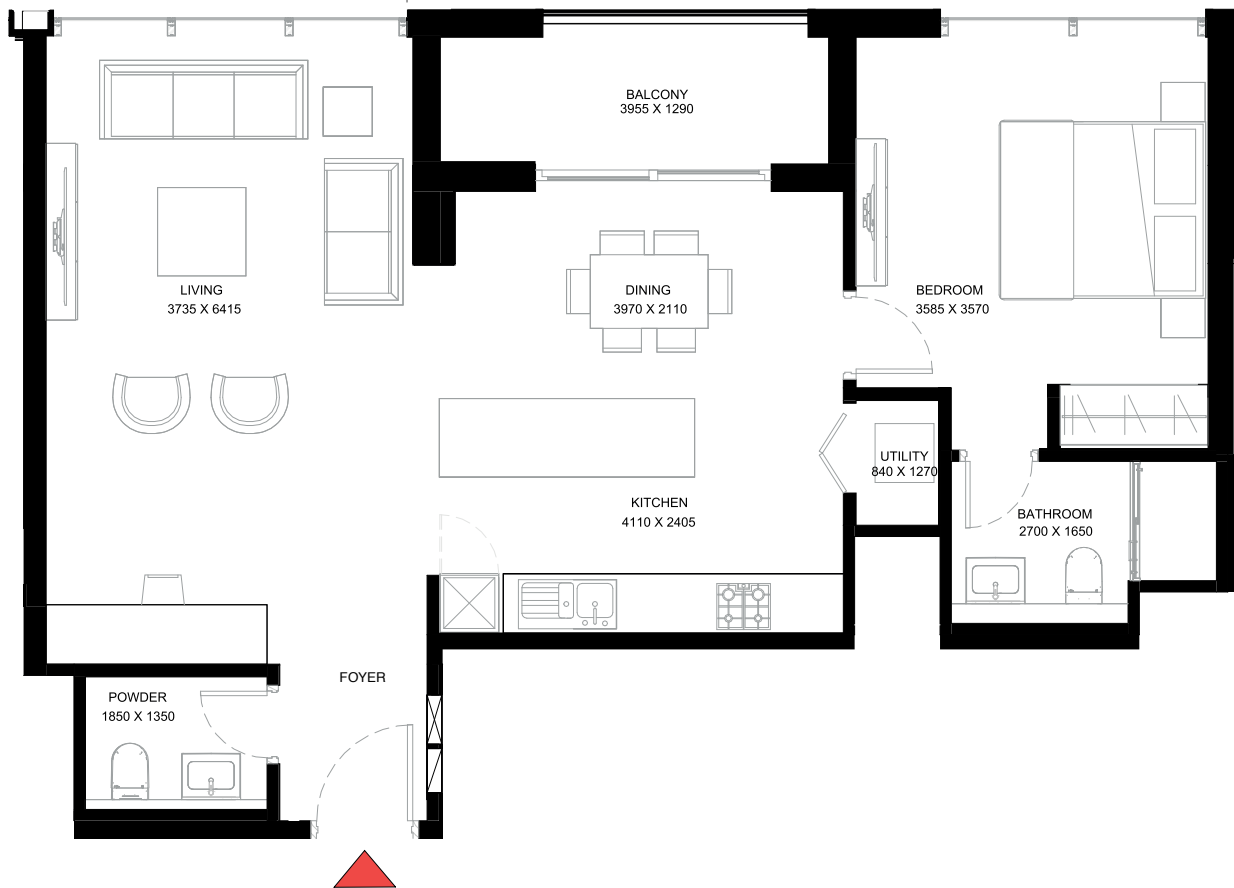 BALCONY
3955 X 1290
LIVING
3735 X 6415
DINING
3970 X 2110
BEDROOM
3585 X 3570
UTILITY
840 X 1270
KITCHEN
4110 X 2405
BATHROOM
2700 X 1650
FOYER
POWDER
1850 X 1350